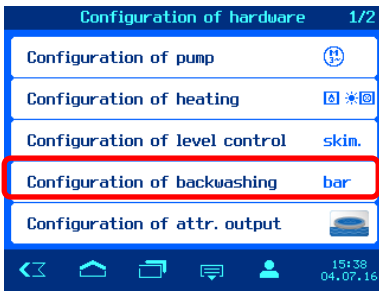 Configuration of hardware 1/2
Configuration of pump M 3~
Configuration of heating
Configuration of level control skim.
Configuration of backwashing bar
Configuration of attr. output
15:38
04.07.16